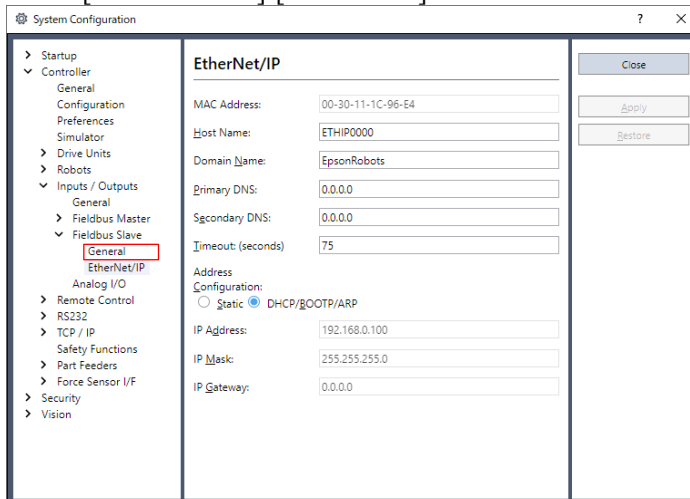 System Configuration
?
Startup
Controller
General
Configuration
Preferences
Simulator
Drive Units
Robots
Inputs / Outputs
General
Fieldbus Master
Fieldbus Slave
General
EtherNet/IP
Analog I/O
Remote Control
RS232
TCP / IP
Safety Functions
Part Feeders
Force Sensor I/F
Security
Vision
EtherNet/IP
MAC Address: 00-30-11-1C-96-E4
Host Name: ETHIP0000
Domain Name: EpsonRobots
Primary DNS: 0.0.0.0
Secondary DNS: 0.0.0.0
Timeout: (seconds) 75
Address
Configuration:
Static DHCP/BOOTP/ARP
IP Address: 192.168.0.100
IP Mask: 255.255.255.0
IP Gateway: 0.0.0.0
Close
Apply
Restore